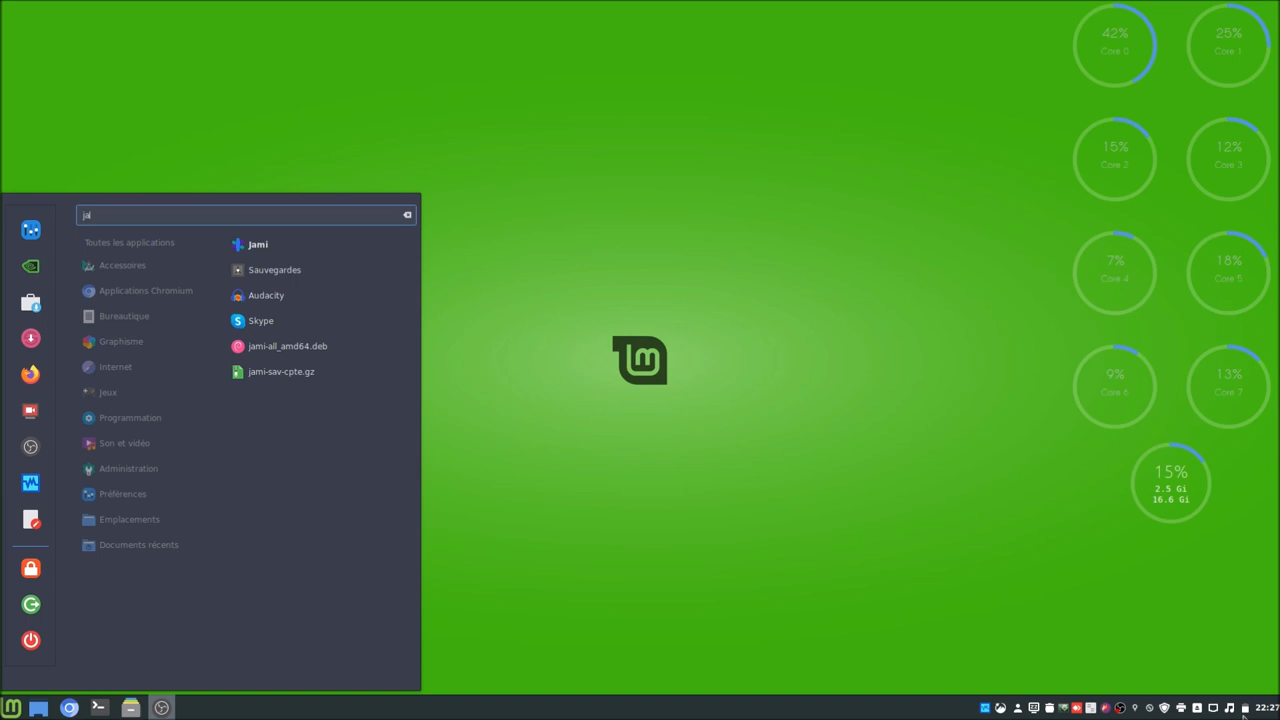 ja
Toutes les applications
Accessoires
Applications Chromium
Bureautique
Graphisme
Internet
Jeux
Programmation
Son et vidéo
Administration
Préférences
Emplacements
Documents récents
Jami
Sauvegardes
Audacity
Skype
jami-all_amd64.deb
jami-sav-cpte.gz
42%
Core 0
25%
Core 1
15%
Core 2
12%
Core 3
7%
Core 4
18%
Core 5
9%
Core 6
13%
Core 7
15%
2.5 Gi
16.6 Gi
22:27